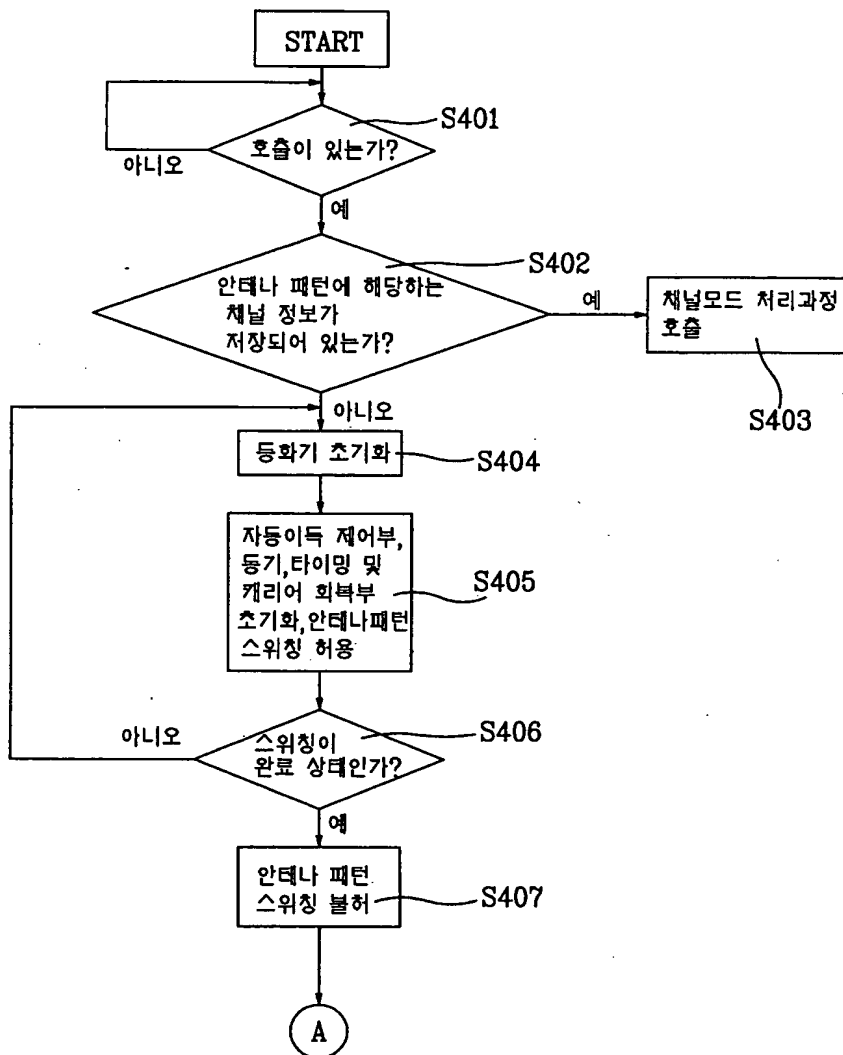 START
S401
호출이 있는가?
아니오
예
S402
안테나 패턴에 해당하는
채널 정보가
저장되어 있는가?
예
채널모드 처리과정
호출
S403
아니오
등화기 초기화
S404
자동이득 제어부,
동기,타이밍 및
캐리어 회복부
초기화,안테나패턴
스위칭 허용
S405
아니오
스위칭이
완료 상태인가?
S406
예
안테나 패턴
스위칭 불허
S407
A